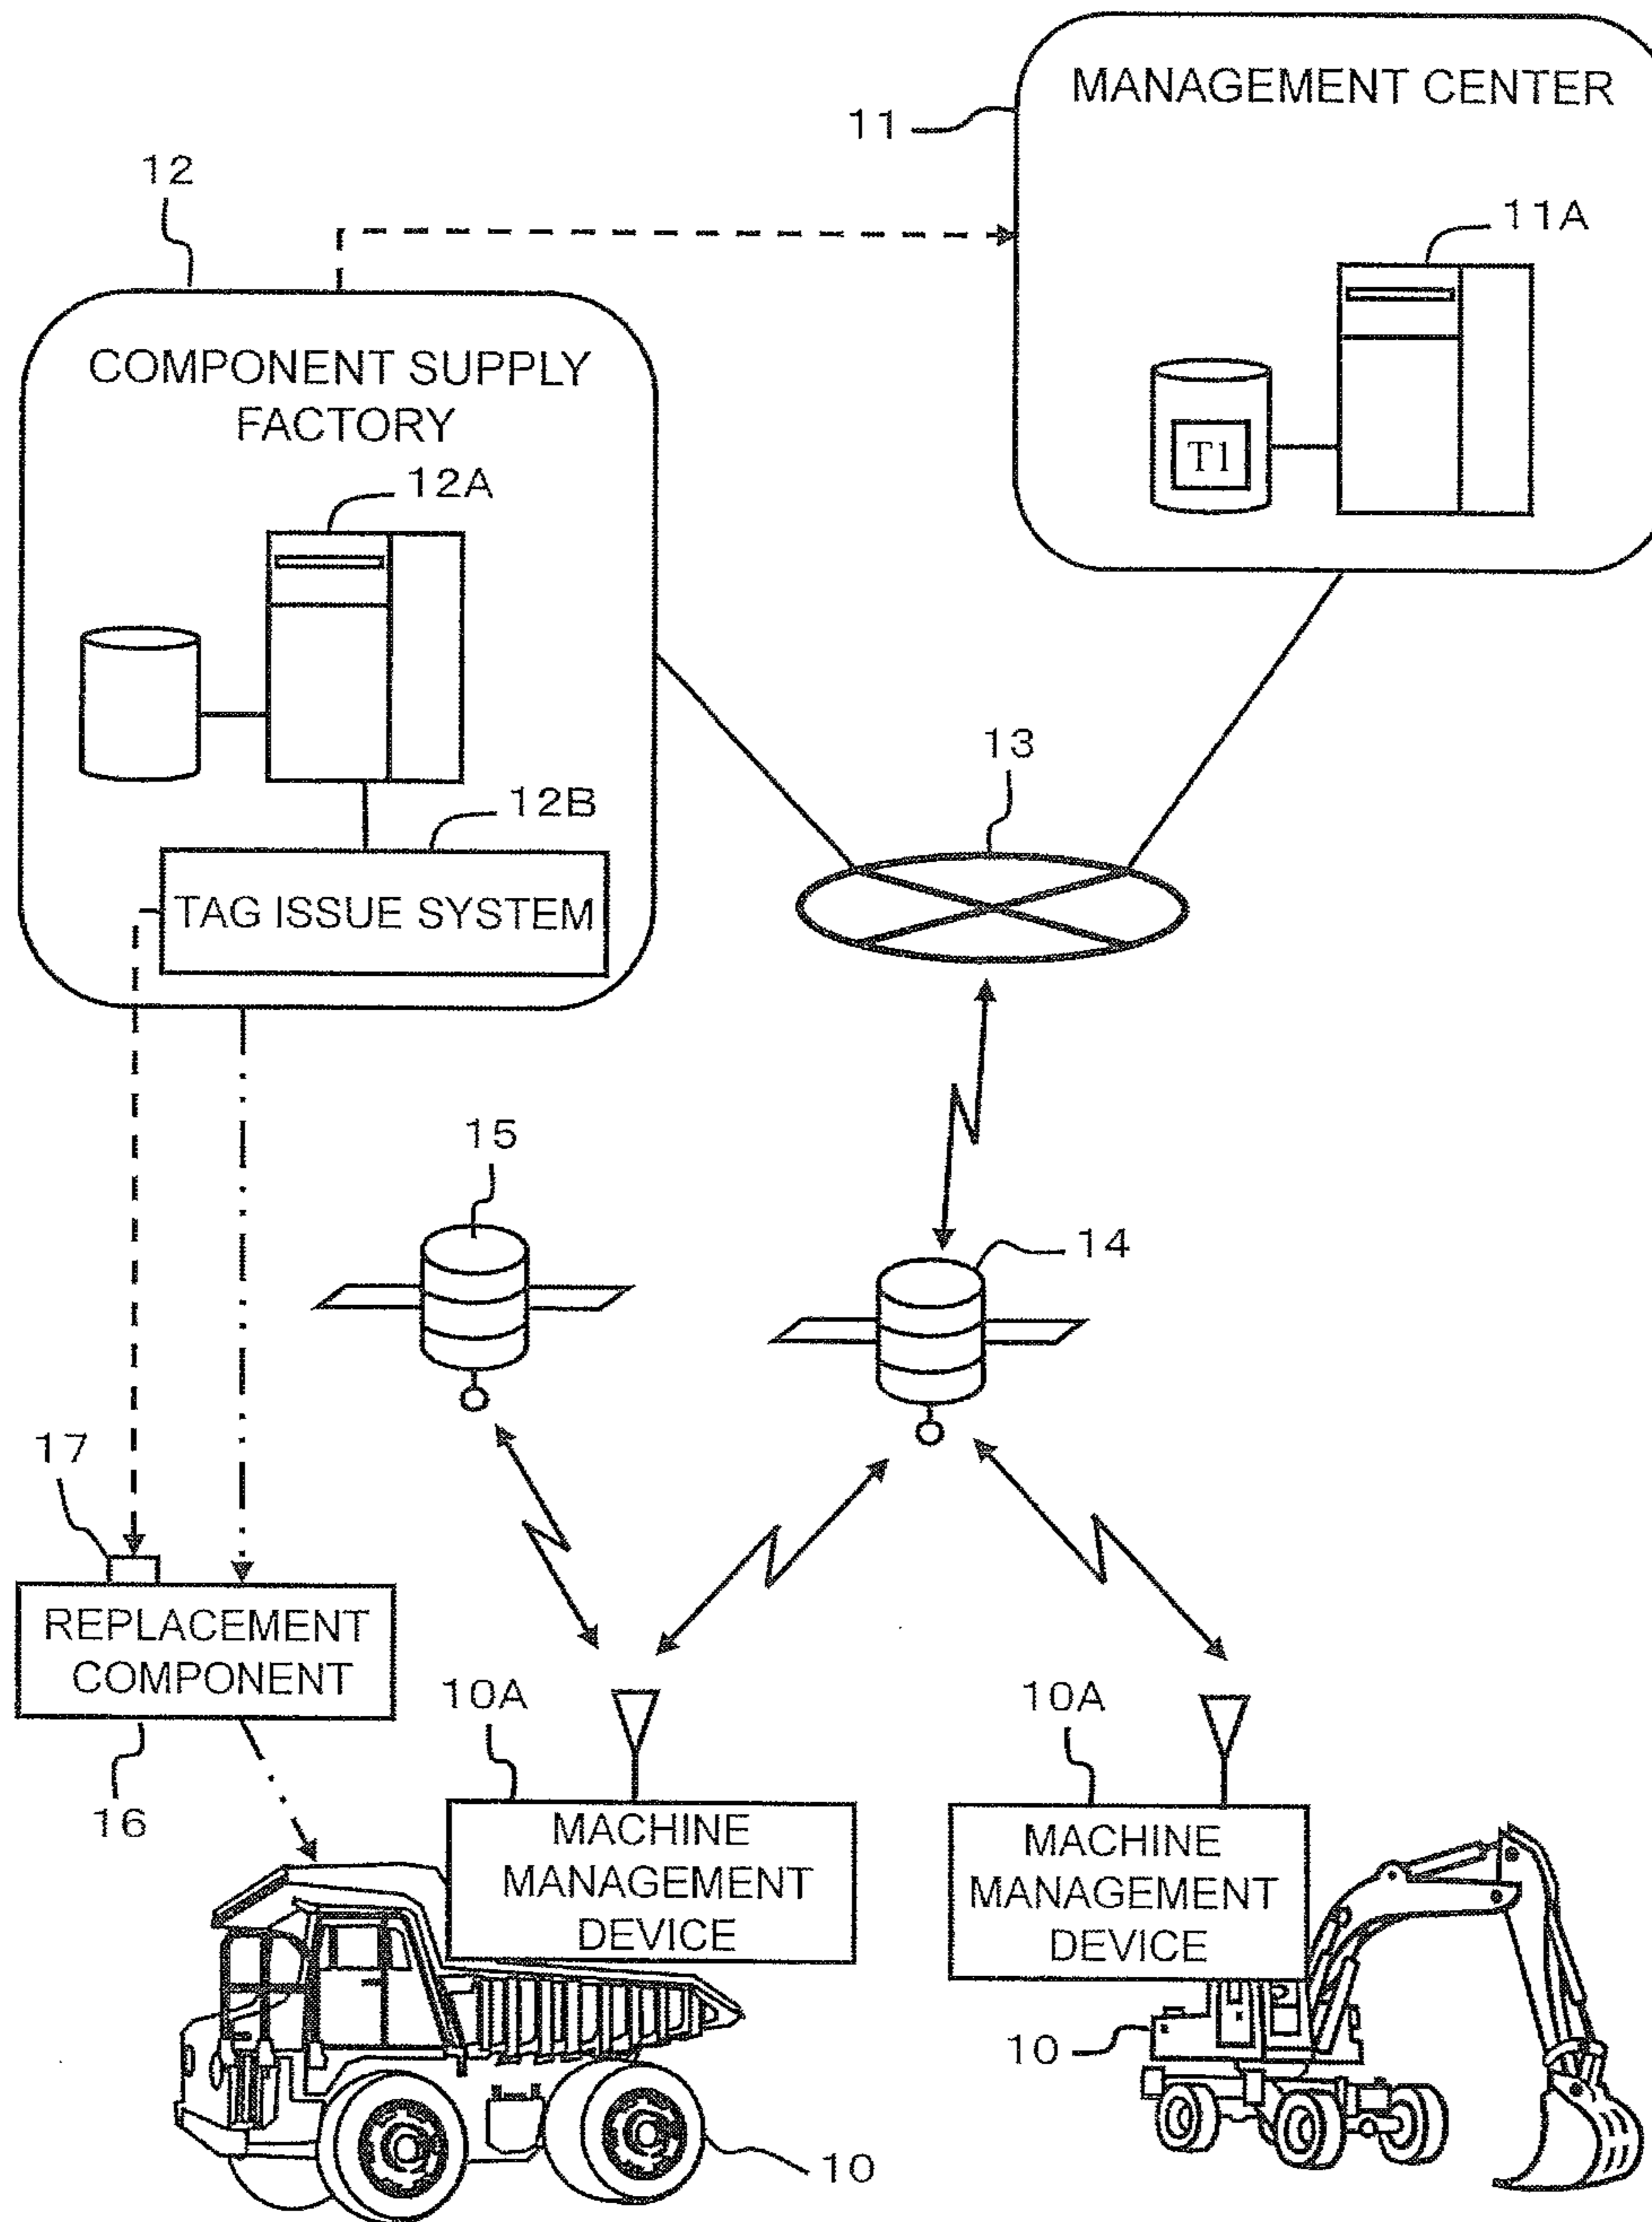 MANAGEMENT CENTER
11
12
11A
COMPONENT SUPPLY
FACTORY
T1
12A
13
12B
TAG ISSUE SYSTEM
15
14
17
REPLACEMENT
COMPONENT
10A
10A
16
MACHINE
MANAGEMENT
DEVICE
MACHINE
MANAGEMENT
DEVICE
10
10